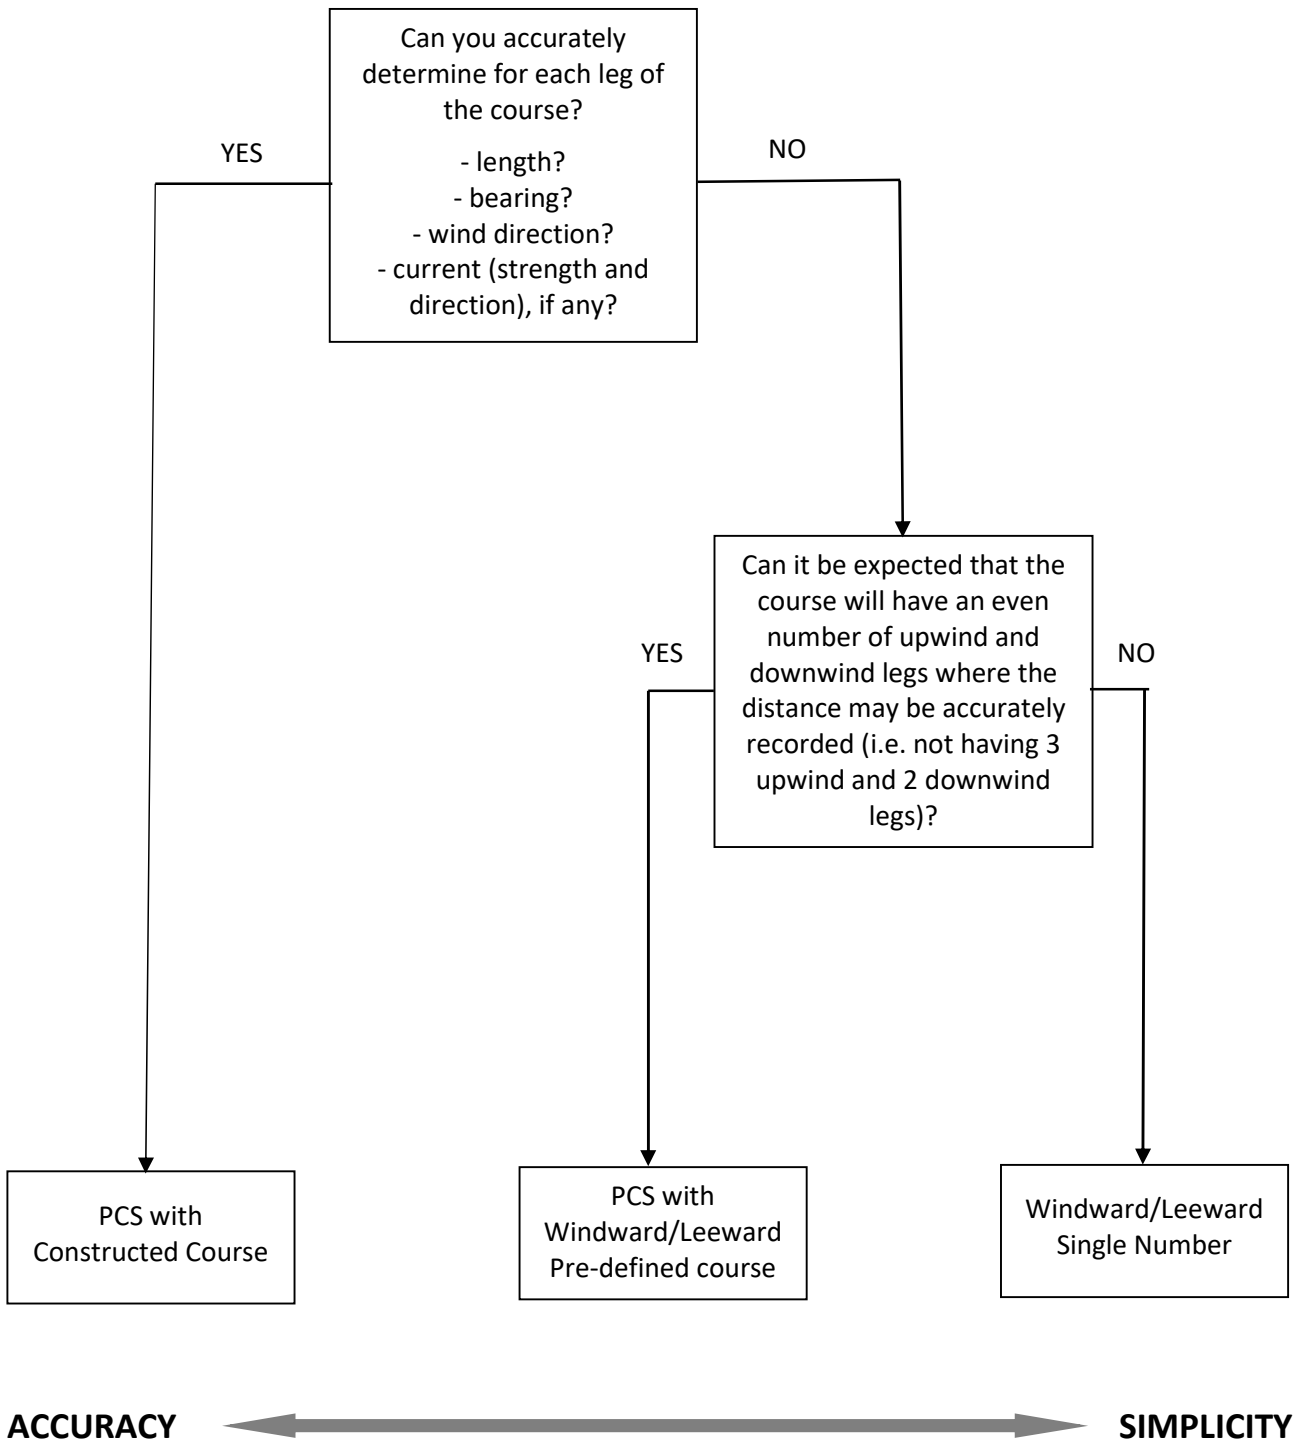 Can you accurately
determine for each leg of
the course?
- length?
- bearing?
- wind direction?
- current (strength and
direction), if any?
YES
NO
Can it be expected that the
course will have an even
number of upwind and
downwind legs where the
distance may be accurately
recorded (i.e. not having 3
upwind and 2 downwind
legs)?
YES
NO
PCS with
Constructed Course
PCS with
Windward/Leeward
Pre-defined course
Windward/Leeward
Single Number
ACCURACY
SIMPLICITY